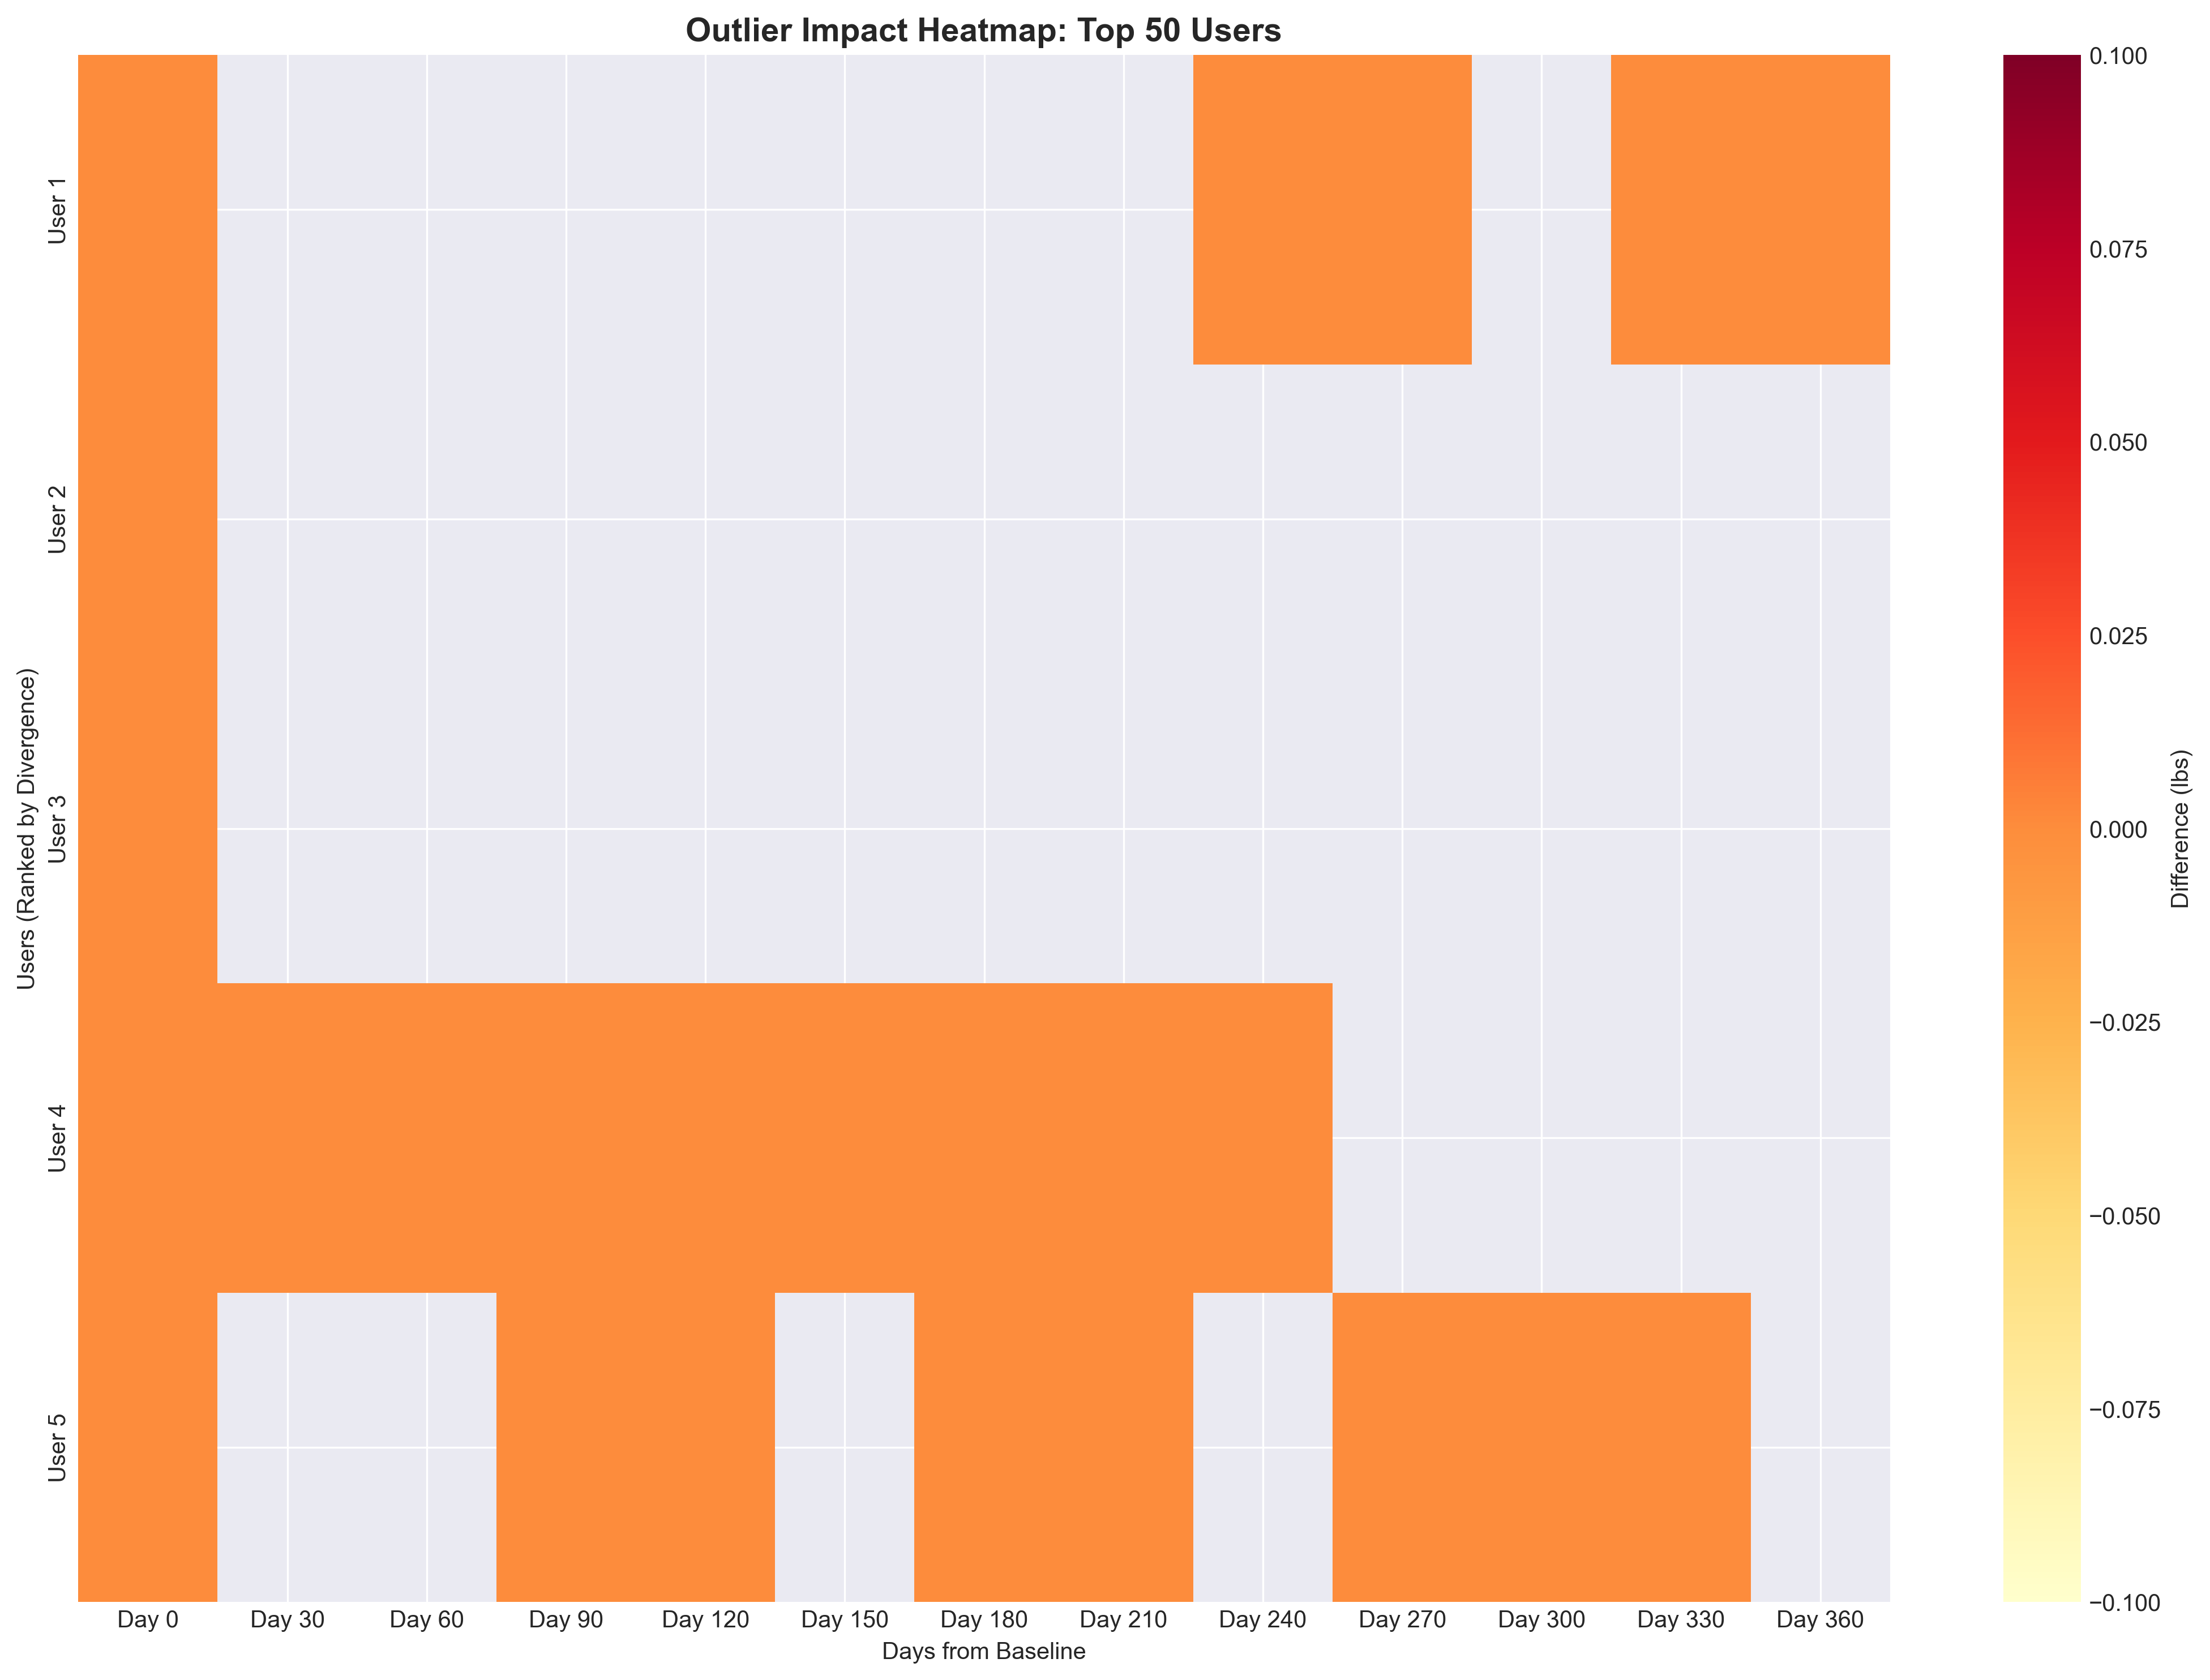 Outlier Impact Heatmap: Top 50 Users
Users (Ranked by Divergence)
User 1
User 2
User 3
User 4
User 5
Day 0 Day 30 Day 60 Day 90 Day 120 Day 150 Day 180 Day 210 Day 240 Day 270 Day 300 Day 330 Day 360
Days from Baseline
0.100
0.075
0.050
0.025
0.000
−0.025
−0.050
−0.075
−0.100
Difference (lbs)